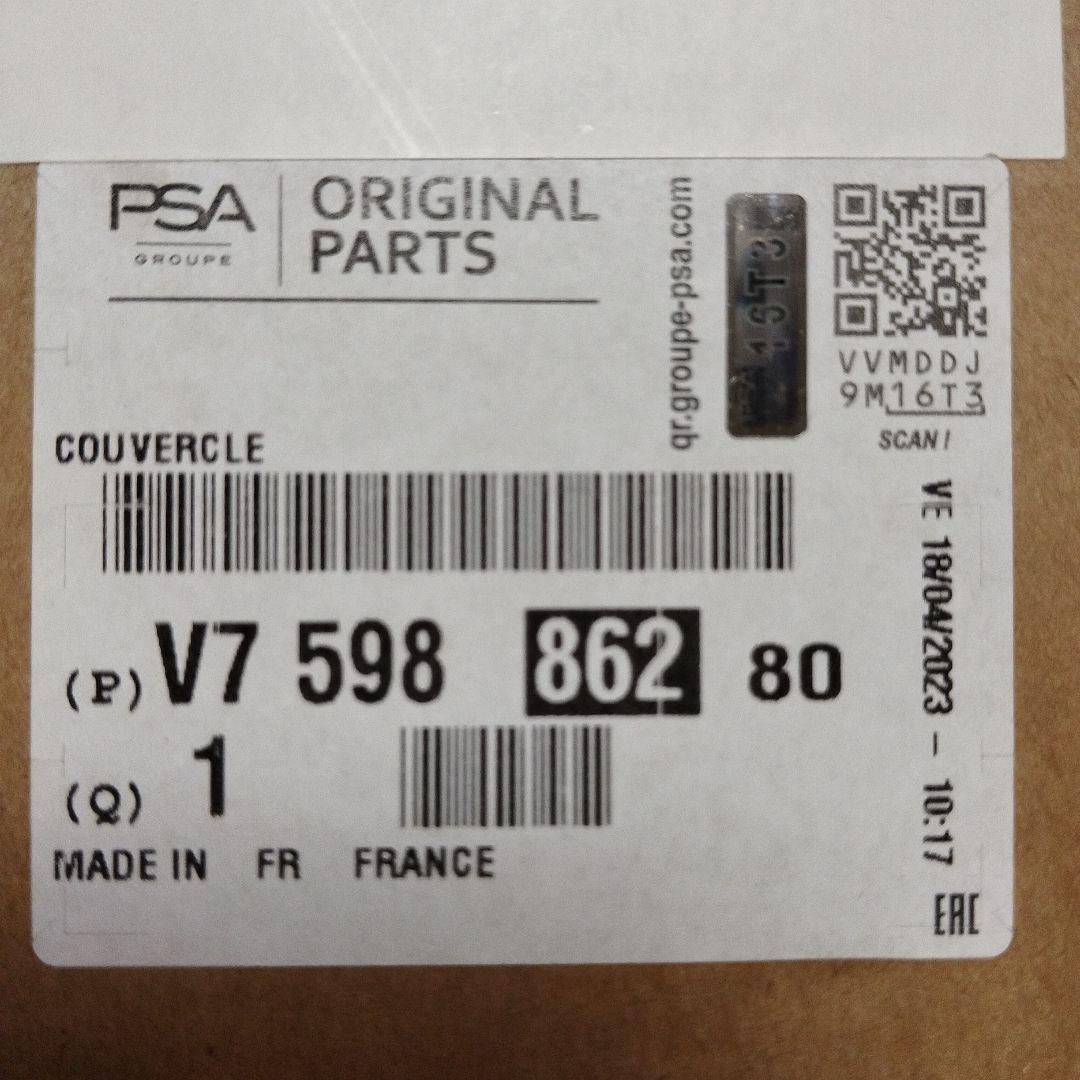 PSA
GROUPE
ORIGINAL
PARTS
qr.groupe-psa.com
16T3
VVMDDJ
9M16T3
SCAN !
COUVERCLE
VE 18/04/2023 - 10:17
(P) V7 598 862 80
(Q) 1
MADE IN FR FRANCE
EAC